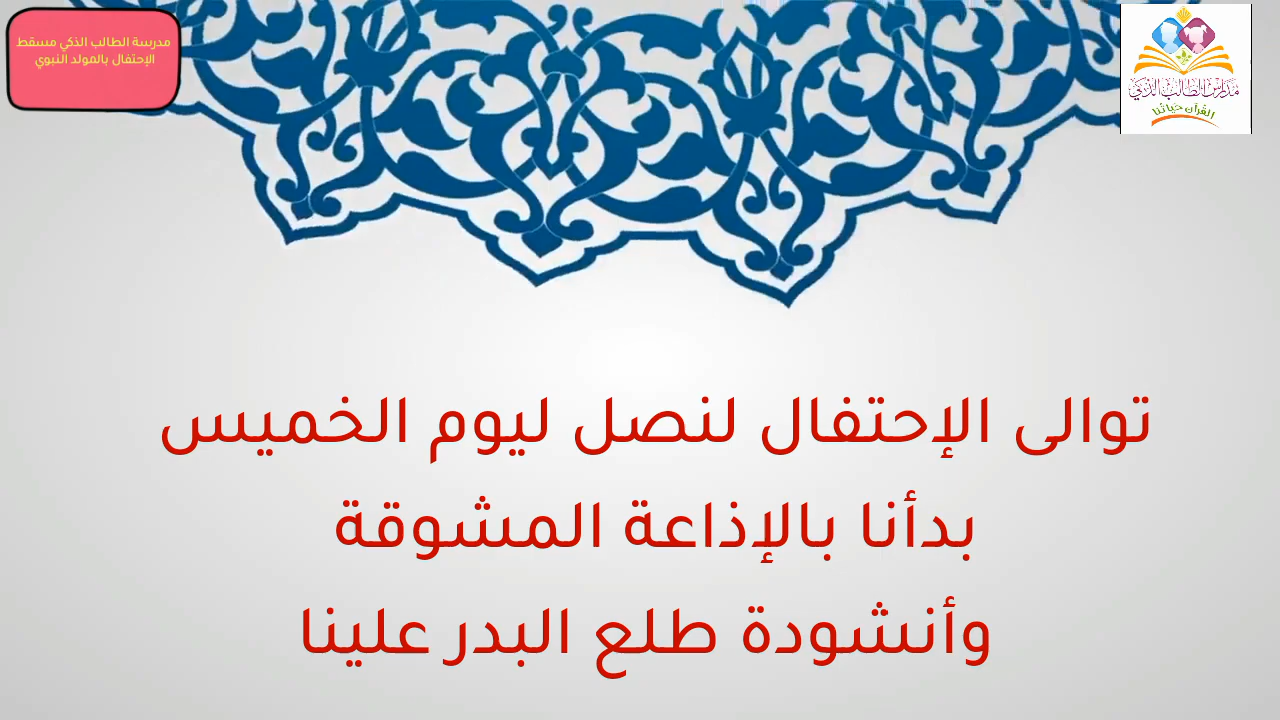 مدرسة الطالب الذكي مسقط
الإحتفال بالمولد النبوي
مدارس الطالب الذكي
القرآن حياتنا
توالى الإحتفال لنصل ليوم الخميس
بدأنا بالإذاعة المشوقة
وأنشودة طلع البدر علينا